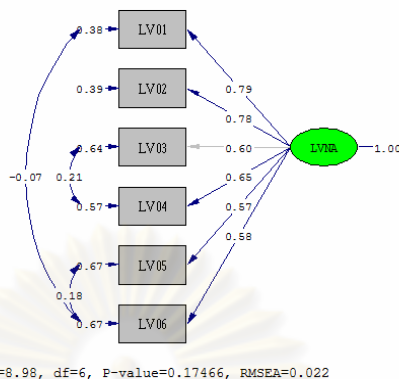 0.38 LV01
0.79
0.39 LV02
0.78
0.64 LV03
0.60 LVNA 1.00
-0.07 0.21
0.65
0.57 LV04
0.57
0.67 LV05
0.58
0.18
0.67 LV06
=8.98, df=6, P-value=0.17466, RMSEA=0.022